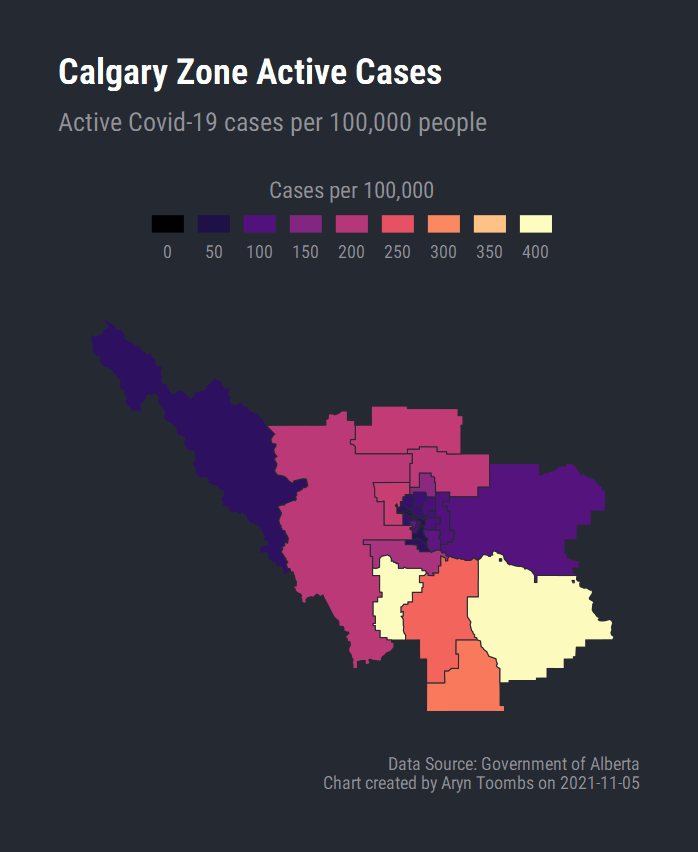 Calgary Zone Active Cases
Active Covid-19 cases per 100,000 people
Cases per 100,000
0 50 100 150 200 250 300 350 400
Data Source: Government of Alberta
Chart created by Aryn Toombs on 2021-11-05